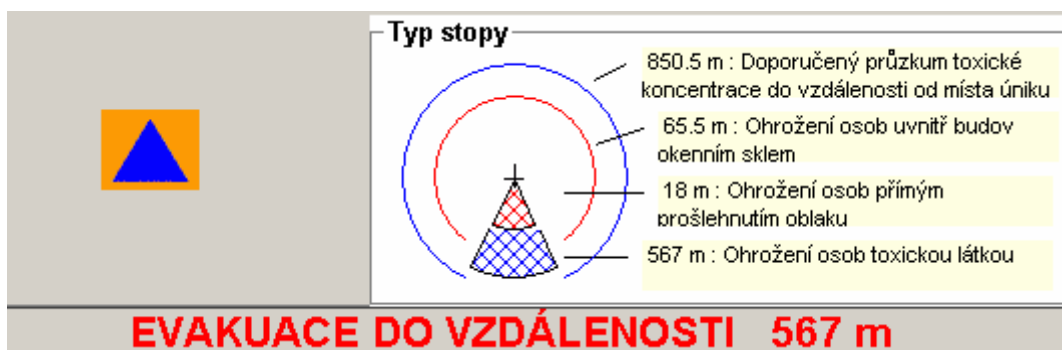 Typ stopy
850.5 m : Doporučený průzkum toxické
koncentrace do vzdálenosti od místa úniku
65.5 m : Ohrožení osob uvnitř budov
okenním sklem
18 m : Ohrožení osob přímým
prošlehnutím oblaku
567 m : Ohrožení osob toxickou látkou
EVAKUACE DO VZDÁLENOSTI 567 m